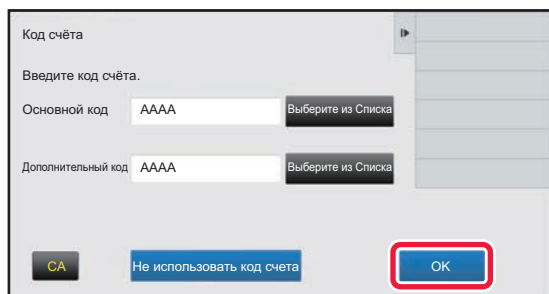 Код счёта
Введите код счёта.
Основной код AAAA Выберите из Списка
Дополнительный код AAAA Выберите из Списка
CA Не использовать код счета OK